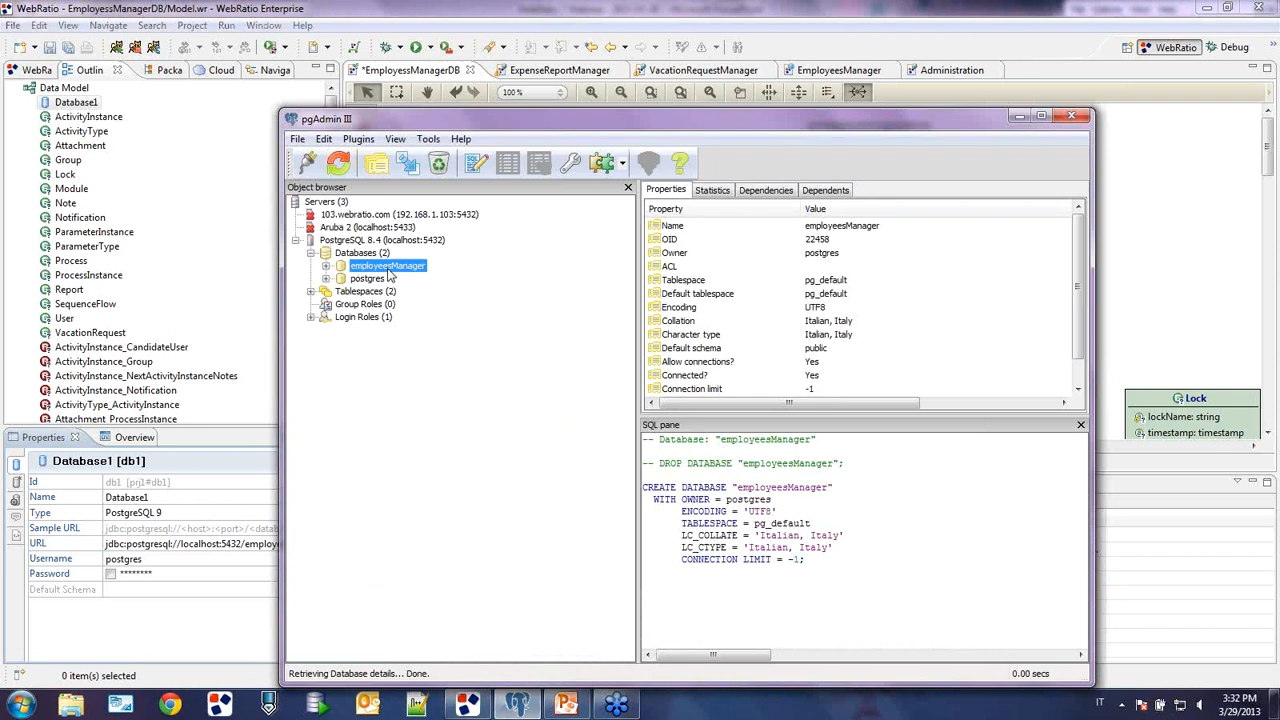 WebRatio - EmployeesManagerDB/Model.wr - WebRatio Enterprise
File Edit View Navigate Search Project Run Window Help
WebRatio Debug
WebRa Outlin Packa Cloud Naviga
*EmployessManagerDB ExpenseReportManager VacationRequestManager EmployeesManager Administration
100 %
Data Model
Database1
ActivityInstance
ActivityType
Attachment
Group
Lock
Module
Note
Notification
ParameterInstance
ParameterType
Process
ProcessInstance
Report
SequenceFlow
User
VacationRequest
ActivityInstance_CandidateUser
ActivityInstance_Group
ActivityInstance_NextActivityInstanceNotes
ActivityInstance_Notification
ActivityType_ActivityInstance
Attachment_ProcessInstance
Properties Overview
Database1 [db1]
Id db1 [prj1#db1]
Name Database1
Type PostgreSQL 9
Sample URL jdbc:postgresql://<host>:<port>/<datab
URL jdbc:postgresql://localhost:5432/employ
Username postgres
Password ********
Default Schema
0 item(s) selected
pgAdmin III
File Edit Plugins View Tools Help
Object browser
Servers (3)
103.webratio.com (192.168.1.103:5432)
Aruba 2 (localhost:5433)
PostgreSQL 8.4 (localhost:5432)
Databases (2)
employeesManager
postgres
Tablespaces (2)
Group Roles (0)
Login Roles (1)
Properties Statistics Dependencies Dependents
Property Value
Name employeesManager
OID 22458
Owner postgres
ACL
Tablespace pg_default
Default tablespace pg_default
Encoding UTF8
Collation Italian, Italy
Character type Italian, Italy
Default schema public
Allow connections? Yes
Connected? Yes
Connection limit -1
SQL pane
-- Database: "employeesManager"
-- DROP DATABASE "employeesManager";
CREATE DATABASE "employeesManager"
WITH OWNER = postgres
ENCODING = 'UTF8'
TABLESPACE = pg_default
LC_COLLATE = 'Italian, Italy'
LC_CTYPE = 'Italian, Italy'
CONNECTION LIMIT = -1;
Retrieving Database details... Done. 0.00 secs
Lock
lockName: string
timestamp: timestamp
IT
3:32 PM
3/29/2013